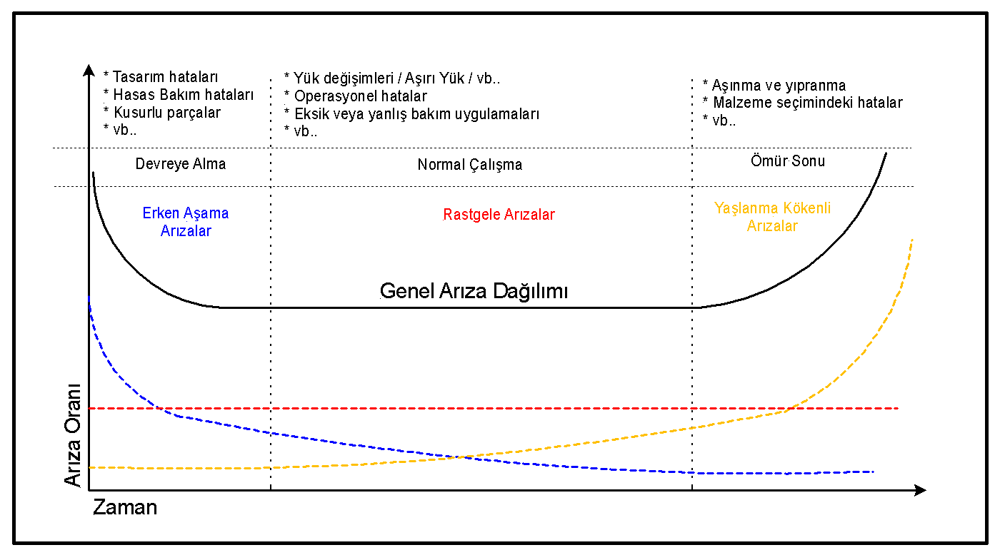 * Tasarım hataları
* Hasas Bakım hataları
* Kusurlu parçalar
* vb..
* Yük değişimleri / Aşırı Yük / vb..
* Operasyonel hatalar
* Eksik veya yanlış bakım uygulamaları
* vb..
* Aşınma ve yıpranma
* Malzeme seçimindeki hatalar
* vb..
Devreye Alma
Normal Çalışma
Ömür Sonu
Erken Aşama
Arızalar
Rastgele Arızalar
Yaşlanma Kökenli
Arızalar
Genel Arıza Dağılımı
Arıza Oranı
Zaman